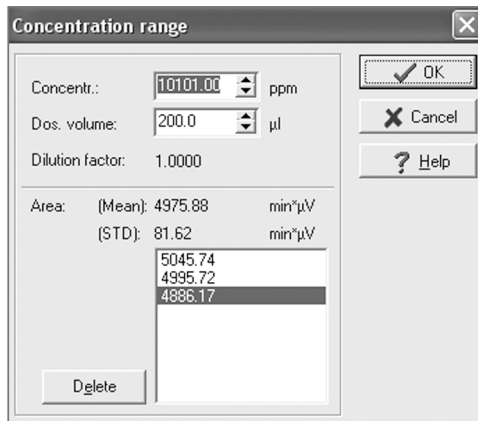 Concentration range
Concentr.: 10101.00 ppm
OK
Dos. volume: 200.0 µl
Cancel
Dilution factor: 1.0000
Help
Area: (Mean): 4975.88 min*µV
(STD): 81.62 min*µV
5045.74
4995.72
4886.17
Delete